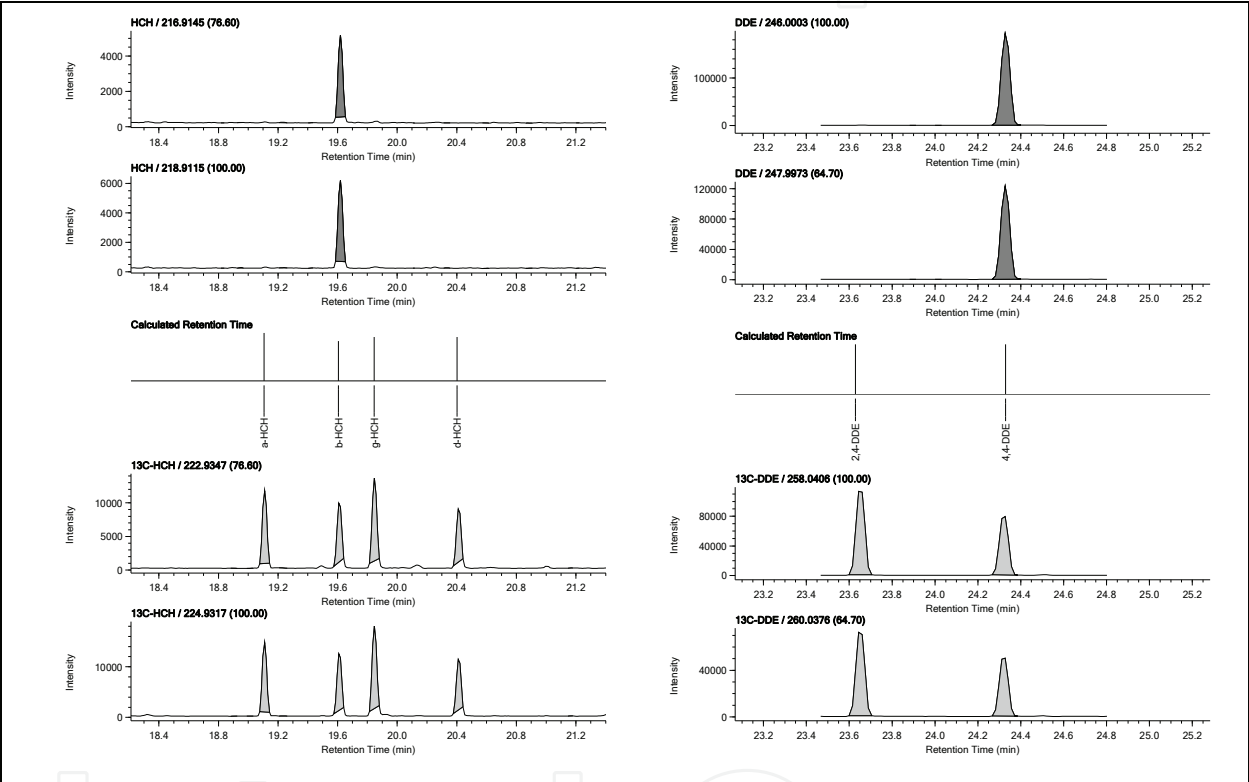 HCH / 216.9145 (76.60)
Intensity
4000
2000
0
18.4 18.8 19.2 19.6 20.0 20.4 20.8 21.2
Retention Time (min)
HCH / 218.9115 (100.00)
Intensity
6000
4000
2000
0
18.4 18.8 19.2 19.6 20.0 20.4 20.8 21.2
Retention Time (min)
Calculated Retention Time
a-HCH
b-HCH
g-HCH
d-HCH
13C-HCH / 222.9347 (76.60)
Intensity
10000
5000
0
18.4 18.8 19.2 19.6 20.0 20.4 20.8 21.2
Retention Time (min)
13C-HCH / 224.9317 (100.00)
Intensity
10000
0
18.4 18.8 19.2 19.6 20.0 20.4 20.8 21.2
Retention Time (min)
DDE / 246.0003 (100.00)
Intensity
100000
0
23.2 23.4 23.6 23.8 24.0 24.2 24.4 24.6 24.8 25.0 25.2
Retention Time (min)
DDE / 247.9973 (64.70)
Intensity
120000
80000
40000
0
23.2 23.4 23.6 23.8 24.0 24.2 24.4 24.6 24.8 25.0 25.2
Retention Time (min)
Calculated Retention Time
2,4-DDE
4,4-DDE
13C-DDE / 258.0406 (100.00)
Intensity
80000
40000
0
23.2 23.4 23.6 23.8 24.0 24.2 24.4 24.6 24.8 25.0 25.2
Retention Time (min)
13C-DDE / 260.0376 (64.70)
Intensity
40000
0
23.2 23.4 23.6 23.8 24.0 24.2 24.4 24.6 24.8 25.0 25.2
Retention Time (min)